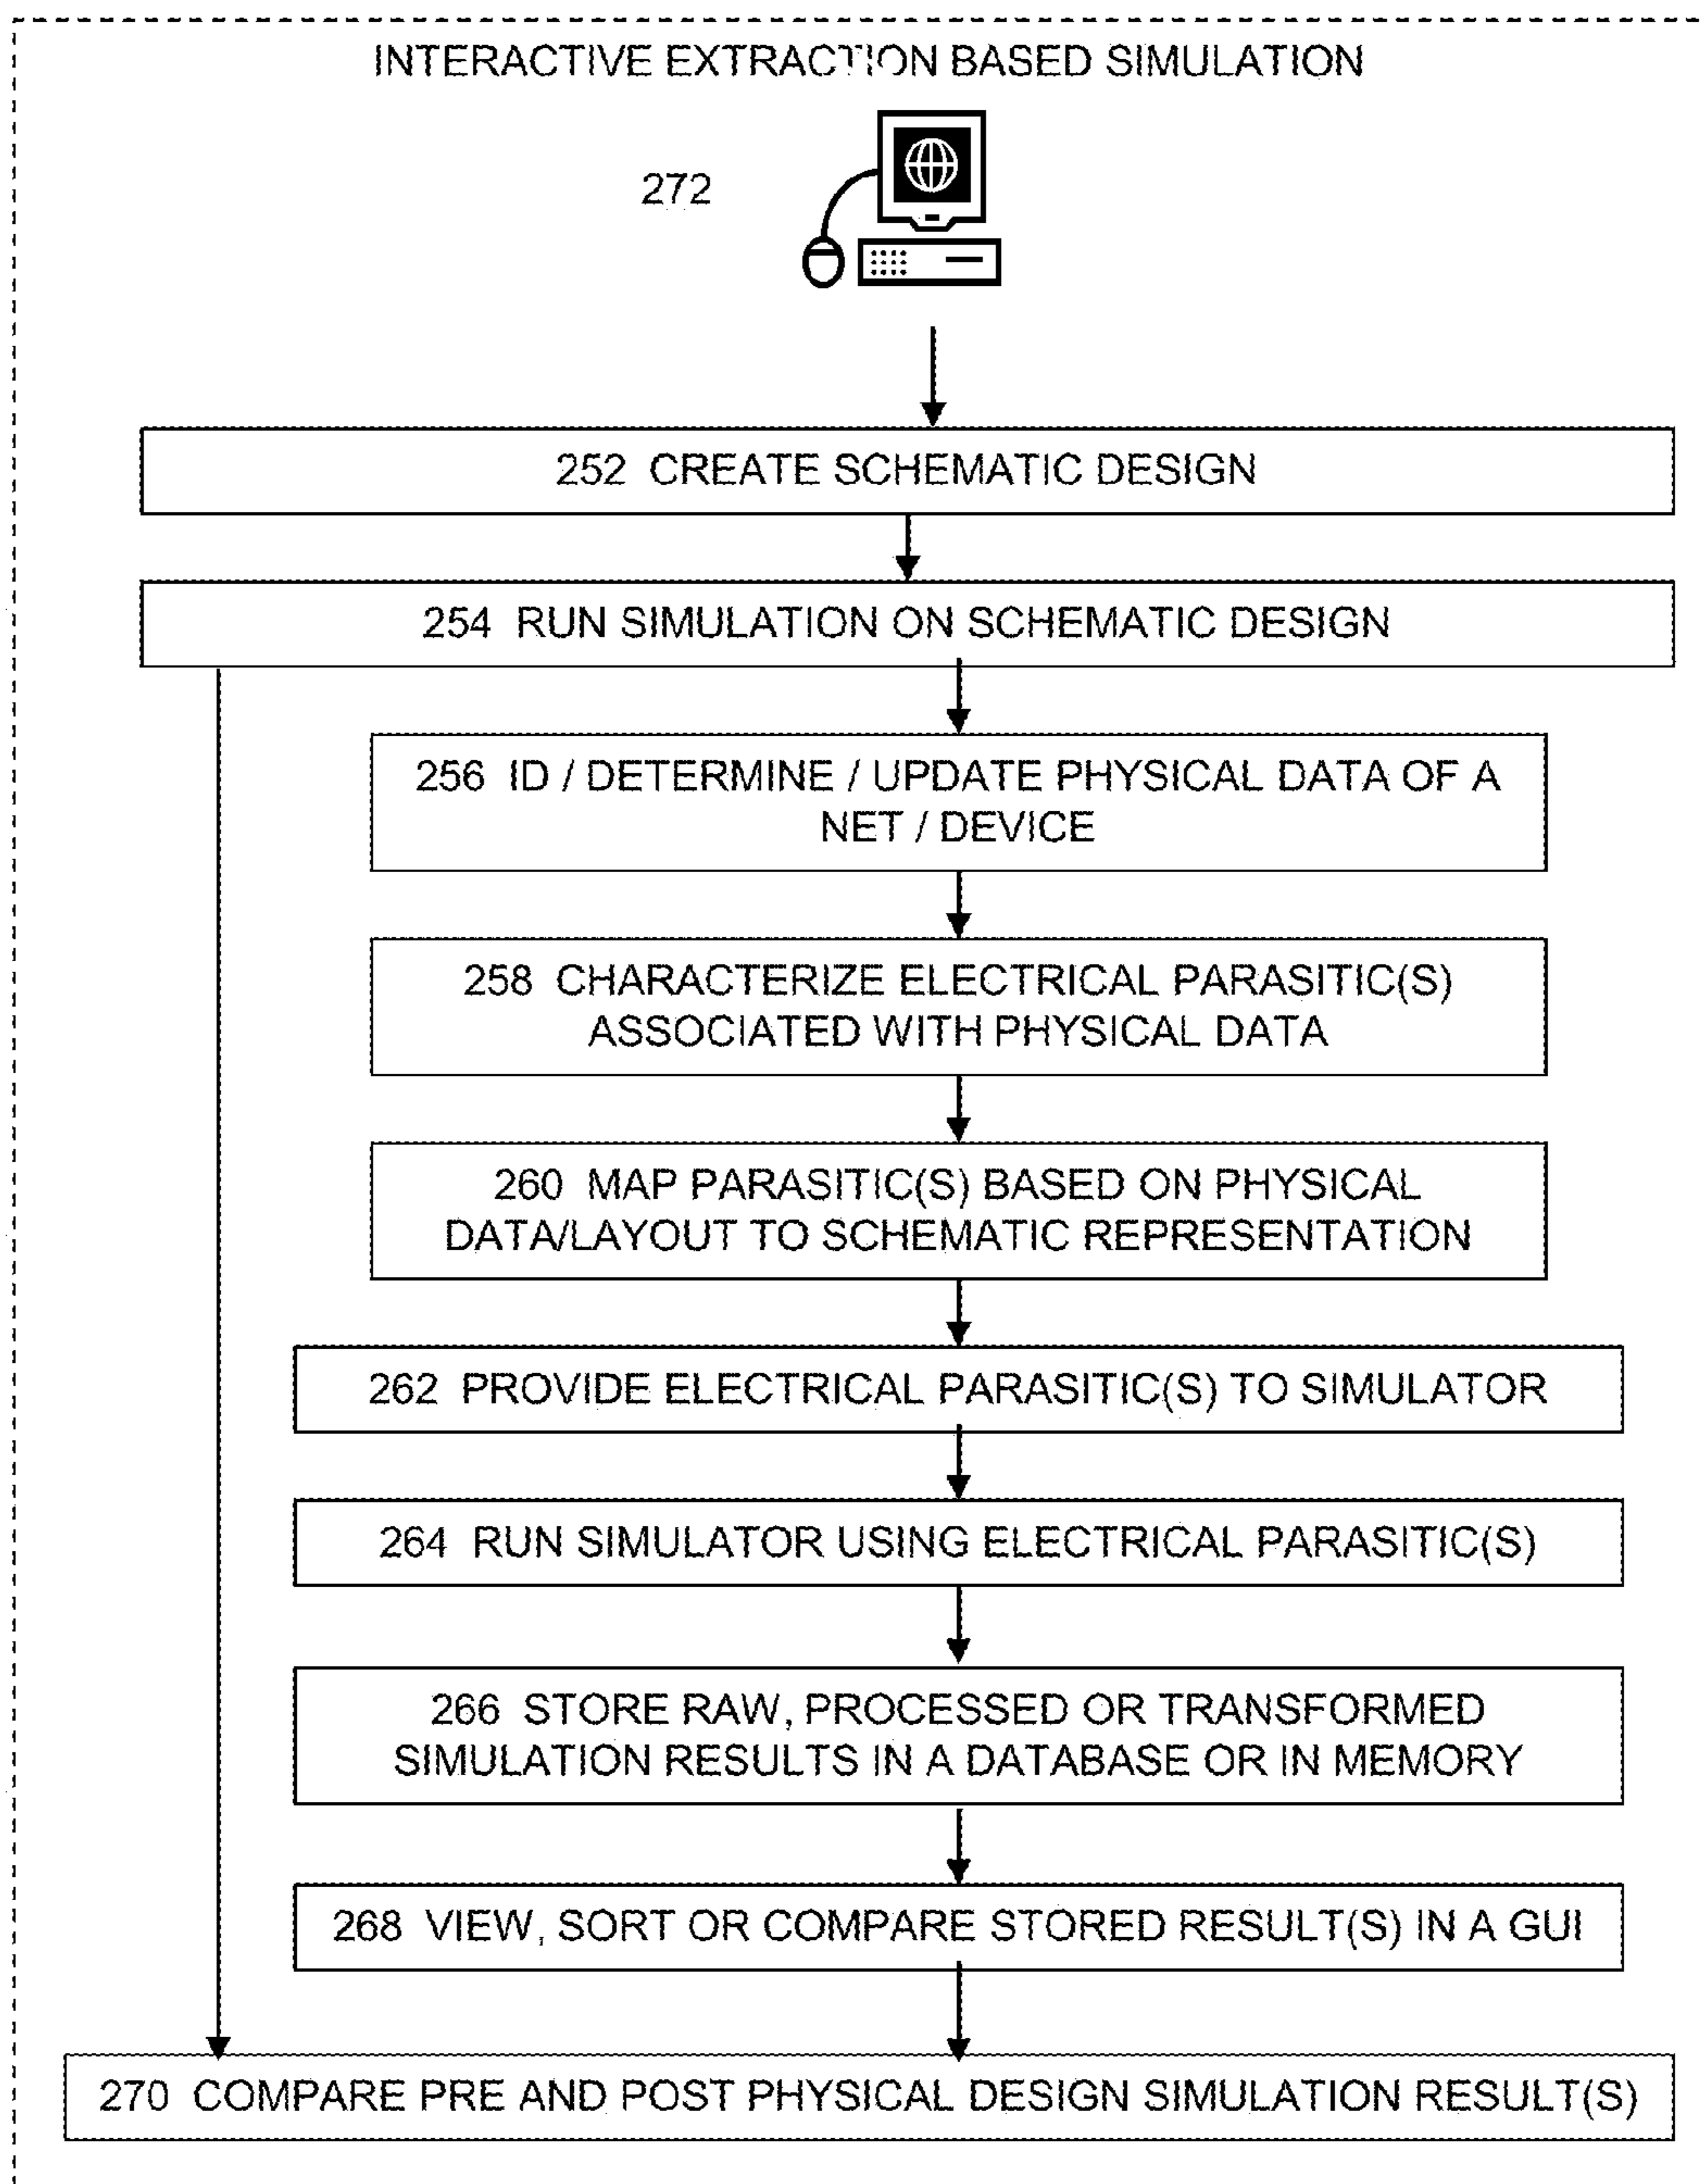 INTERACTIVE EXTRACTION BASED SIMULATION
272
252 CREATE SCHEMATIC DESIGN
254 RUN SIMULATION ON SCHEMATIC DESIGN
256 ID / DETERMINE / UPDATE PHYSICAL DATA OF A
NET / DEVICE
258 CHARACTERIZE ELECTRICAL PARASITIC(S)
ASSOCIATED WITH PHYSICAL DATA
260 MAP PARASITIC(S) BASED ON PHYSICAL
DATA/LAYOUT TO SCHEMATIC REPRESENTATION
262 PROVIDE ELECTRICAL PARASITIC(S) TO SIMULATOR
264 RUN SIMULATOR USING ELECTRICAL PARASITIC(S)
266 STORE RAW, PROCESSED OR TRANSFORMED
SIMULATION RESULTS IN A DATABASE OR IN MEMORY
268 VIEW, SORT OR COMPARE STORED RESULT(S) IN A GUI
270 COMPARE PRE AND POST PHYSICAL DESIGN SIMULATION RESULT(S)